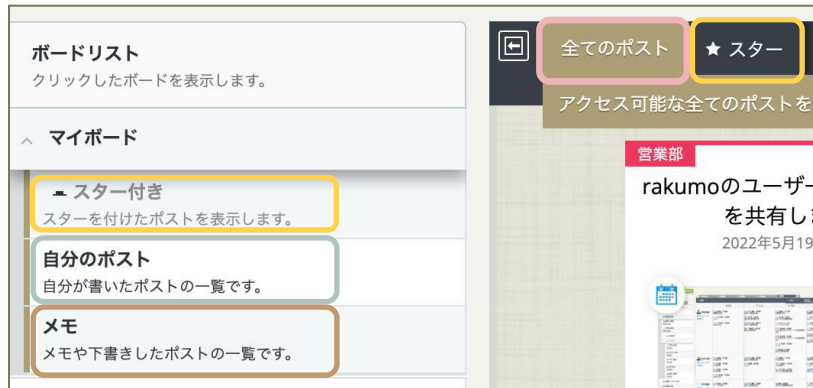 ボードリスト
クリックしたボードを表示します。
マイボード
スター付き
スターを付けたポストを表示します。
自分のポスト
自分が書いたポストの一覧です。
メモ
メモや下書きしたポストの一覧です。
全てのポスト
★ スター
アクセス可能な全てのポストを
営業部
rakumoのユーザー
を共有しま
2022年5月19